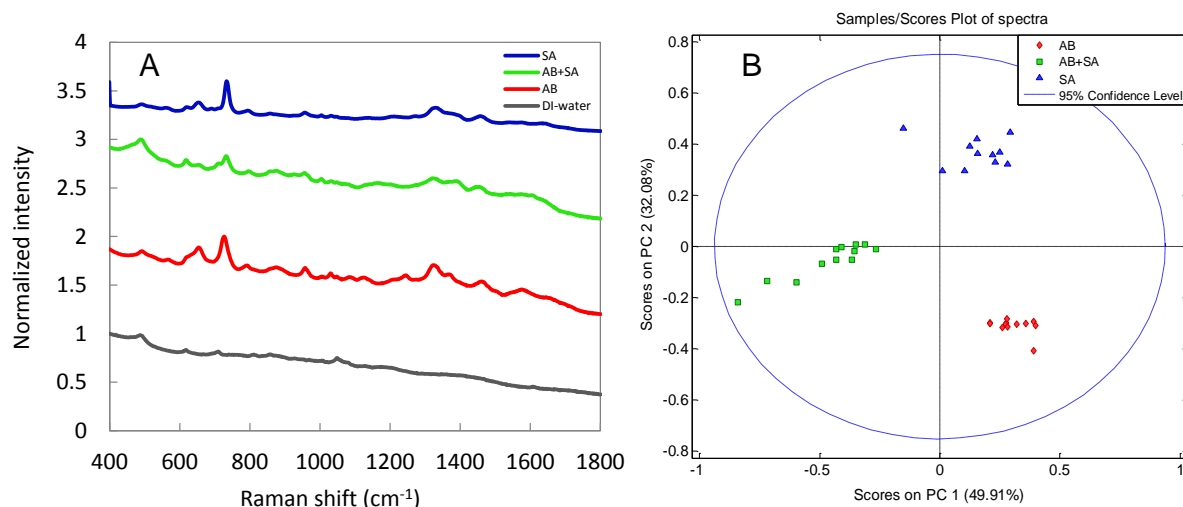 A
Normalized intensity
4
3.5
3
2.5
2
1.5
1
0.5
0
SA
AB+SA
AB
DI-water
400 600 800 1000 1200 1400 1600 1800
Raman shift (cm⁻¹)
Samples/Scores Plot of spectra
B
AB
AB+SA
SA
95% Confidence Level
Scores on PC 2 (32.08%)
0.8
0.6
0.4
0.2
0
-0.2
-0.4
-0.6
-0.8
-1 -0.5 0 0.5 1
Scores on PC 1 (49.91%)